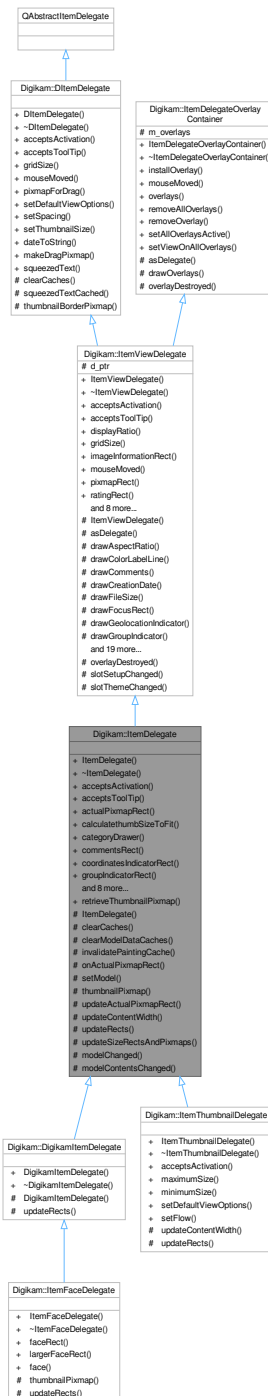 QAbstractItemDelegate
Digikam::DItemDelegate
+ DItemDelegate()
+ ~DItemDelegate()
+ acceptsActivation()
+ acceptsToolTip()
+ gridSize()
+ mouseMoved()
+ pixmapForDrag()
+ setDefaultViewOptions()
+ setSpacing()
+ setThumbnailSize()
+ dateToString()
+ makeDragPixmap()
+ squeezedText()
# clearCaches()
# squeezedTextCached()
# thumbnailBorderPixmap()
Digikam::ItemDelegateOverlay
Container
# m_overlays
+ ItemDelegateOverlayContainer()
+ ~ItemDelegateOverlayContainer()
+ installOverlay()
+ mouseMoved()
+ overlays()
+ removeAllOverlays()
+ removeOverlay()
+ setAllOverlaysActive()
+ setViewOnAllOverlays()
# asDelegate()
# drawOverlays()
# overlayDestroyed()
Digikam::ItemViewDelegate
# d_ptr
+ ItemViewDelegate()
+ ~ItemViewDelegate()
+ acceptsActivation()
+ acceptsToolTip()
+ displayRatio()
+ gridSize()
+ imageInformationRect()
+ mouseMoved()
+ pixmapRect()
+ ratingRect()
and 8 more...
# ItemViewDelegate()
# asDelegate()
# drawAspectRatio()
# drawColorLabelLine()
# drawComments()
# drawCreationDate()
# drawFileSize()
# drawFocusRect()
# drawGeolocationIndicator()
# drawGroupIndicator()
and 19 more...
# overlayDestroyed()
# slotSetupChanged()
# slotThemeChanged()
Digikam::ItemDelegate
+ ItemDelegate()
+ ~ItemDelegate()
+ acceptsActivation()
+ acceptsToolTip()
+ actualPixmapRect()
+ calculatethumbSizeToFit()
+ categoryDrawer()
+ commentsRect()
+ coordinatesIndicatorRect()
+ groupIndicatorRect()
and 8 more...
+ retrieveThumbnailPixmap()
# ItemDelegate()
# clearCaches()
# clearModelDataCaches()
# invalidatePaintingCache()
# onActualPixmapRect()
# setModel()
# thumbnailPixmap()
# updateActualPixmapRect()
# updateContentWidth()
# updateRects()
# updateSizeRectsAndPixmaps()
# modelChanged()
# modelContentsChanged()
Digikam::DigikamItemDelegate
+ DigikamItemDelegate()
+ ~DigikamItemDelegate()
# DigikamItemDelegate()
# updateRects()
Digikam::ItemThumbnailDelegate
+ ItemThumbnailDelegate()
+ ~ItemThumbnailDelegate()
+ acceptsActivation()
+ maximumSize()
+ minimumSize()
+ setDefaultViewOptions()
+ setFlow()
# updateContentWidth()
# updateRects()
Digikam::ItemFaceDelegate
+ ItemFaceDelegate()
+ ~ItemFaceDelegate()
+ faceRect()
+ largerFaceRect()
+ face()
# thumbnailPixmap()
# updateRects()